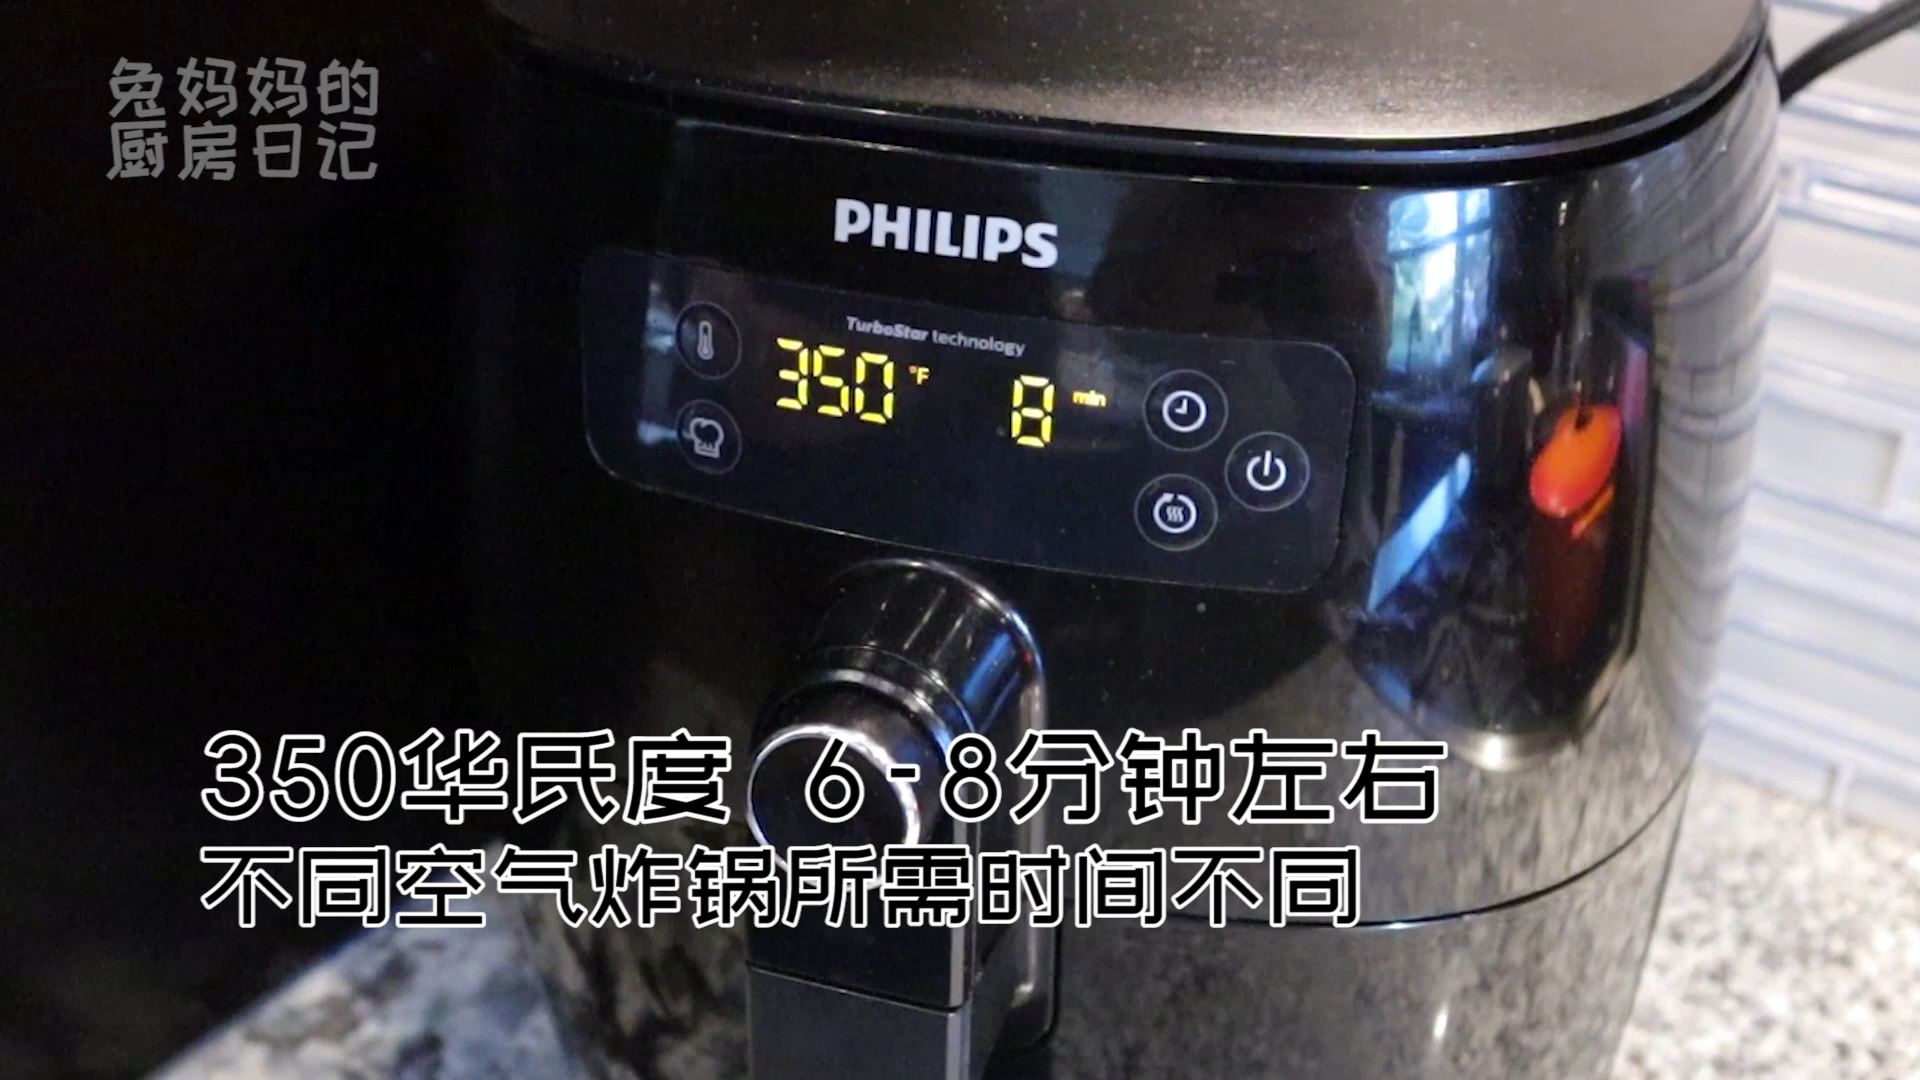 兔妈妈的
厨房日记
PHILIPS
TurboStar technology
350 °F 8 min
350华氏度 6-8分钟左右
不同空气炸锅所需时间不同